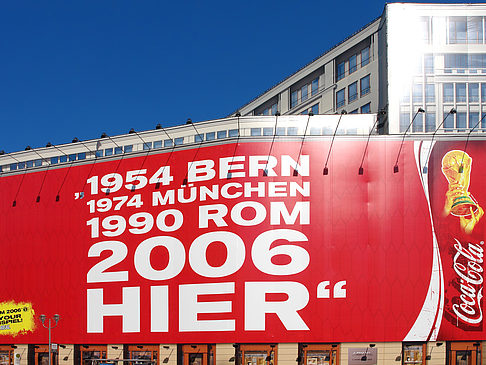 „1954 BERN
1974 MÜNCHEN
1990 ROM
2006
HIER“
Coca-Cola